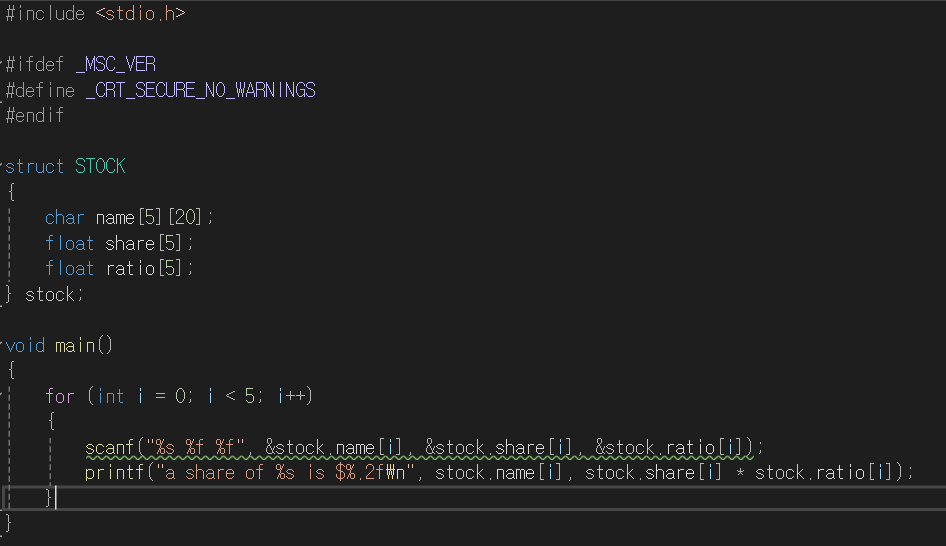 #include <stdio.h>
#ifdef _MSC_VER
#define _CRT_SECURE_NO_WARNINGS
#endif
struct STOCK
{
char name[5][20];
float share[5];
float ratio[5];
} stock;
void main()
{
for (int i = 0; i < 5; i++)
{
scanf("%s %f %f", &stock.name[i], &stock.share[i], &stock.ratio[i]);
printf("a share of %s is $%.2f₩n", stock.name[i], stock.share[i] * stock.ratio[i]);
}
}